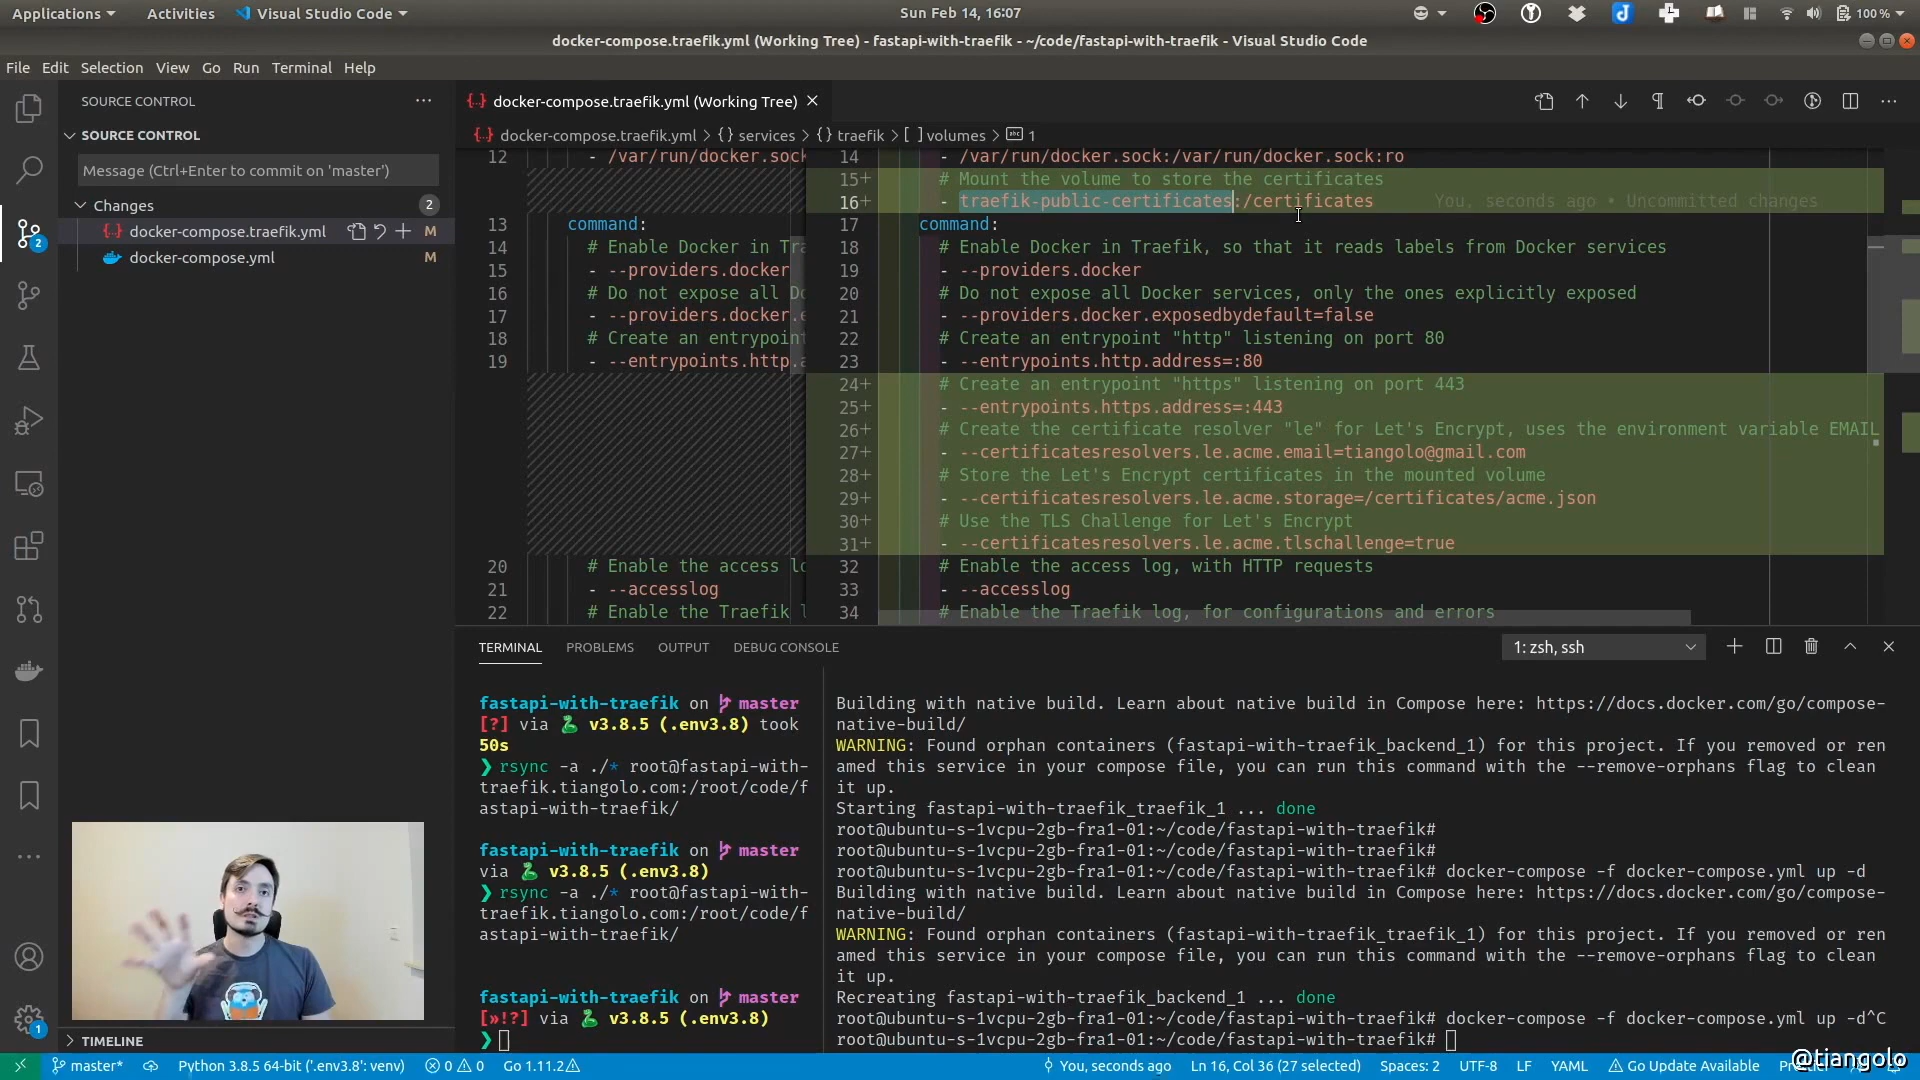 Applications Activities Visual Studio Code Sun Feb 14, 16:07 100 %
docker-compose.traefik.yml (Working Tree) - fastapi-with-traefik - ~/code/fastapi-with-traefik - Visual Studio Code
File Edit Selection View Go Run Terminal Help
SOURCE CONTROL
docker-compose.traefik.yml (Working Tree)
SOURCE CONTROL
docker-compose.traefik.yml > {} services > {} traefik > [ ] volumes > abc 1
Message (Ctrl+Enter to commit on 'master')
Changes 2
docker-compose.traefik.yml M
docker-compose.yml M
2
12 - /var/run/docker.sock
13 command:
14 # Enable Docker in Tra
15 - --providers.docker
16 # Do not expose all Do
17 - --providers.docker.e
18 # Create an entrypoint
19 - --entrypoints.http.a
20 # Enable the access lo
21 - --accesslog
22 # Enable the Traefik l
14 - /var/run/docker.sock:/var/run/docker.sock:ro
15+ # Mount the volume to store the certificates
16+ - traefik-public-certificates:/certificates You, seconds ago • Uncommitted changes
17 command:
18 # Enable Docker in Traefik, so that it reads labels from Docker services
19 - --providers.docker
20 # Do not expose all Docker services, only the ones explicitly exposed
21 - --providers.docker.exposedbydefault=false
22 # Create an entrypoint "http" listening on port 80
23 - --entrypoints.http.address=:80
24+ # Create an entrypoint "https" listening on port 443
25+ - --entrypoints.https.address=:443
26+ # Create the certificate resolver "le" for Let's Encrypt, uses the environment variable EMAIL
27+ - --certificatesresolvers.le.acme.email=tiangolo@gmail.com
28+ # Store the Let's Encrypt certificates in the mounted volume
29+ - --certificatesresolvers.le.acme.storage=/certificates/acme.json
30+ # Use the TLS Challenge for Let's Encrypt
31+ - --certificatesresolvers.le.acme.tlschallenge=true
32 # Enable the access log, with HTTP requests
33 - --accesslog
34 # Enable the Traefik log, for configurations and errors
TERMINAL PROBLEMS OUTPUT DEBUG CONSOLE 1: zsh, ssh
fastapi-with-traefik on master
[?] via v3.8.5 (.env3.8) took
50s
❯ rsync -a ./* root@fastapi-with-
traefik.tiangolo.com:/root/code/f
astapi-with-traefik/
fastapi-with-traefik on master
via v3.8.5 (.env3.8)
❯ rsync -a ./* root@fastapi-with-
traefik.tiangolo.com:/root/code/f
astapi-with-traefik/
fastapi-with-traefik on master
[»!?] via v3.8.5 (.env3.8)
❯
Building with native build. Learn about native build in Compose here: https://docs.docker.com/go/compose-
native-build/
WARNING: Found orphan containers (fastapi-with-traefik_backend_1) for this project. If you removed or ren
amed this service in your compose file, you can run this command with the --remove-orphans flag to clean
it up.
Starting fastapi-with-traefik_traefik_1 ... done
root@ubuntu-s-1vcpu-2gb-fra1-01:~/code/fastapi-with-traefik#
root@ubuntu-s-1vcpu-2gb-fra1-01:~/code/fastapi-with-traefik#
root@ubuntu-s-1vcpu-2gb-fra1-01:~/code/fastapi-with-traefik# docker-compose -f docker-compose.yml up -d
Building with native build. Learn about native build in Compose here: https://docs.docker.com/go/compose-
native-build/
WARNING: Found orphan containers (fastapi-with-traefik_traefik_1) for this project. If you removed or ren
amed this service in your compose file, you can run this command with the --remove-orphans flag to clean
it up.
Recreating fastapi-with-traefik_backend_1 ... done
root@ubuntu-s-1vcpu-2gb-fra1-01:~/code/fastapi-with-traefik# docker-compose -f docker-compose.yml up -d^C
root@ubuntu-s-1vcpu-2gb-fra1-01:~/code/fastapi-with-traefik#
1
TIMELINE
master* Python 3.8.5 64-bit ('.env3.8': venv) 0 0 Go 1.11.2 You, seconds ago Ln 16, Col 36 (27 selected) Spaces: 2 UTF-8 LF YAML Go Update Available
@tiangolo